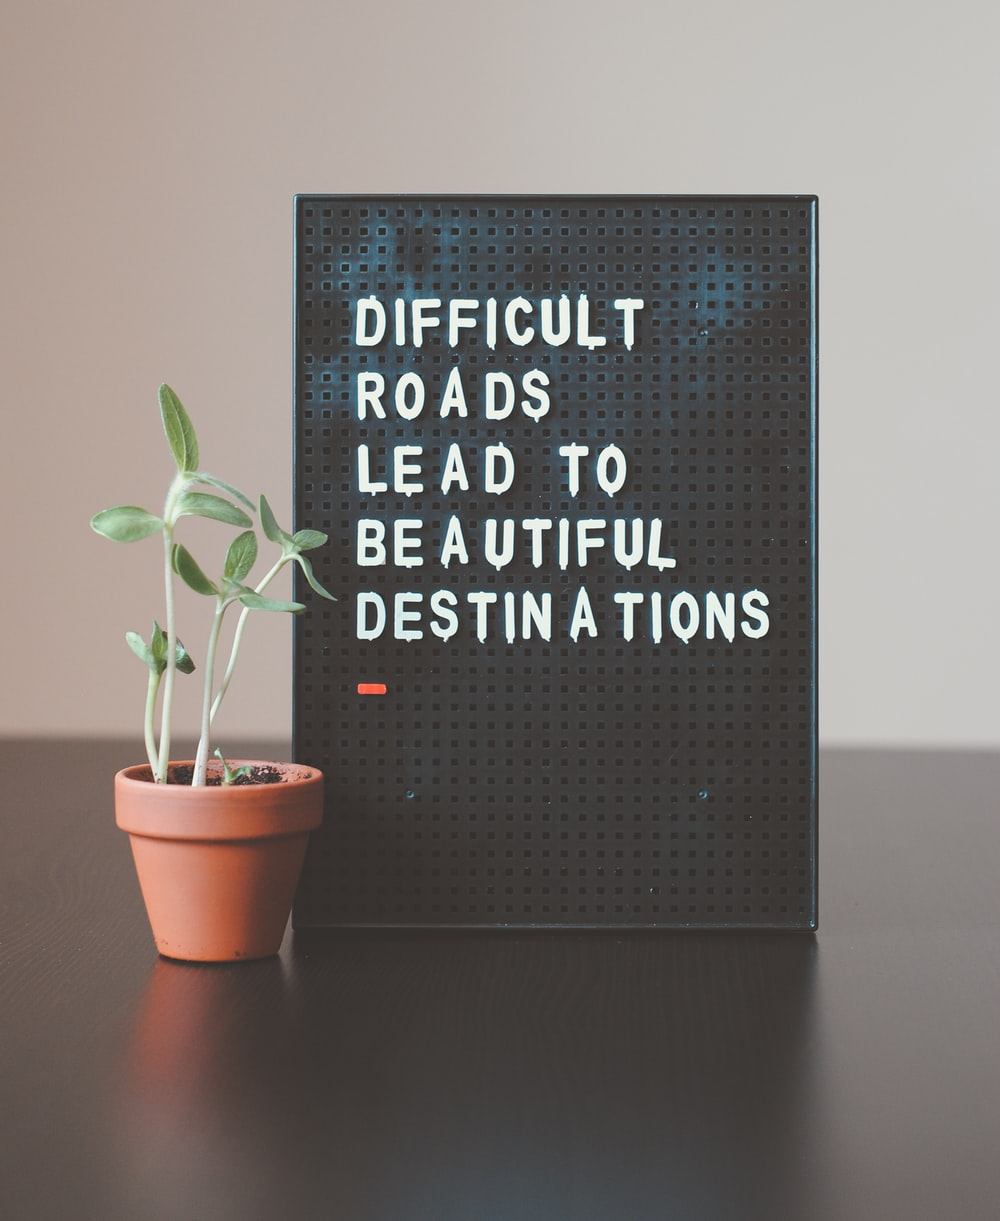 DIFFICULT
ROADS
LEAD TO
BEAUTIFUL
DESTINATIONS